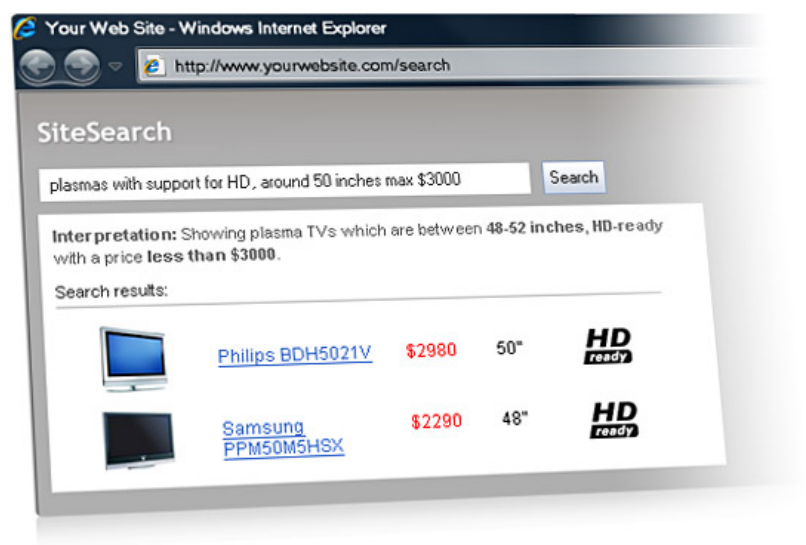 Your Web Site - Windows Internet Explorer
http://www.yourwebsite.com/search
SiteSearch
plasmas with support for HD, around 50 inches max $3000
Search
Interpretation: Showing plasma TVs which are between 48-52 inches, HD-ready
with a price less than $3000.
Search results:
Philips BDH5021V $2980 50" HD
ready
Samsung
PPM50M5HSX $2290 48" HD
ready